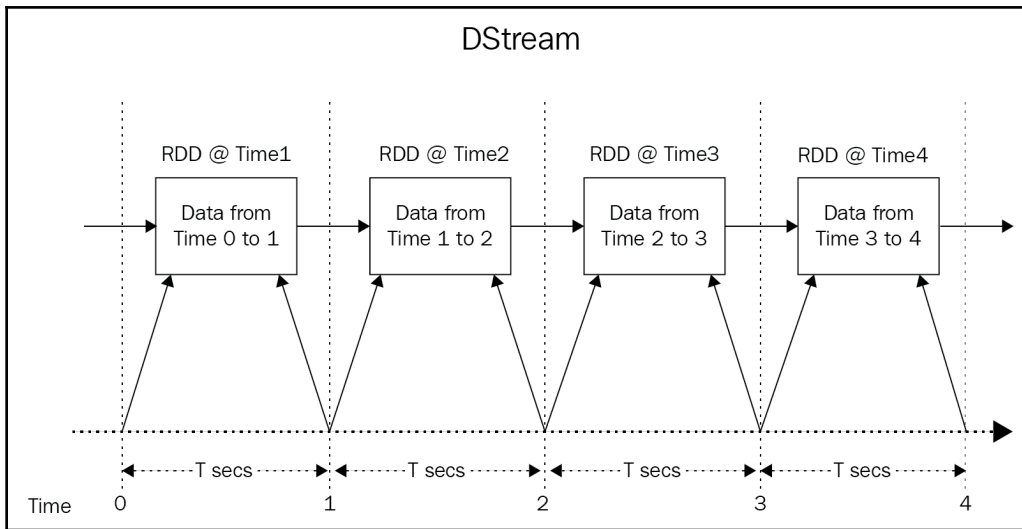 DStream
RDD @ Time1 RDD @ Time2 RDD @ Time3 RDD @ Time4
Data from Data from Data from Data from
Time 0 to 1 Time 1 to 2 Time 2 to 3 Time 3 to 4
T secs T secs T secs T secs
Time 0 1 2 3 4